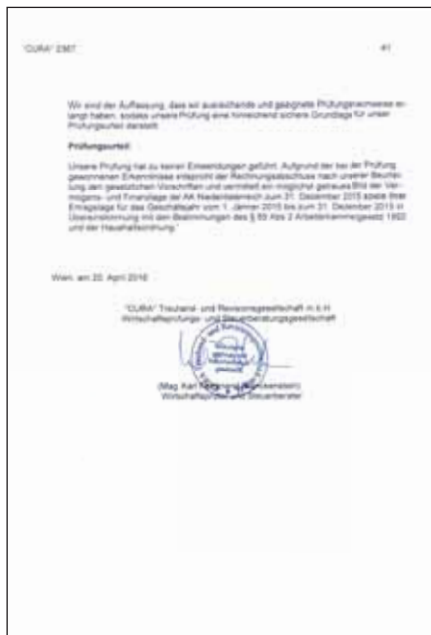 "CURA" 2367 41
Wir sind der Auffassung, dass wir ausreichende und geeignete Prüfungsnachweise er-
langt haben, sodass unsere Prüfung eine hinreichend sichere Grundlage für unser
Prüfungsurteil darstellt.
Prüfungsurteil
Unsere Prüfung hat zu keinen Einwendungen geführt. Aufgrund der bei der Prüfung
gewonnenen Erkenntnisse entspricht der Rechnungsabschluss nach unserer Beurtei-
lung den gesetzlichen Vorschriften und vermittelt ein möglichst getreues Bild der Ver-
mögens- und Finanzlage der AK Niederösterreich zum 31. Dezember 2015 sowie ihrer
Ertragslage für das Geschäftsjahr vom 1. Jänner 2015 bis zum 31. Dezember 2015 in
Übereinstimmung mit den Bestimmungen des § Abs 2 Arbeiterkammergesetz 1992
und der Haushaltsordnung."
Wien, am 20. April 2016
"CURA" Treuhand- und Revisionsgesellschaft m.b.H.
Wirtschaftsprüfungs- und Steuerberatungsgesellschaft
(Mag. Karl
Wirtschaftsprüfer und Steuerberater